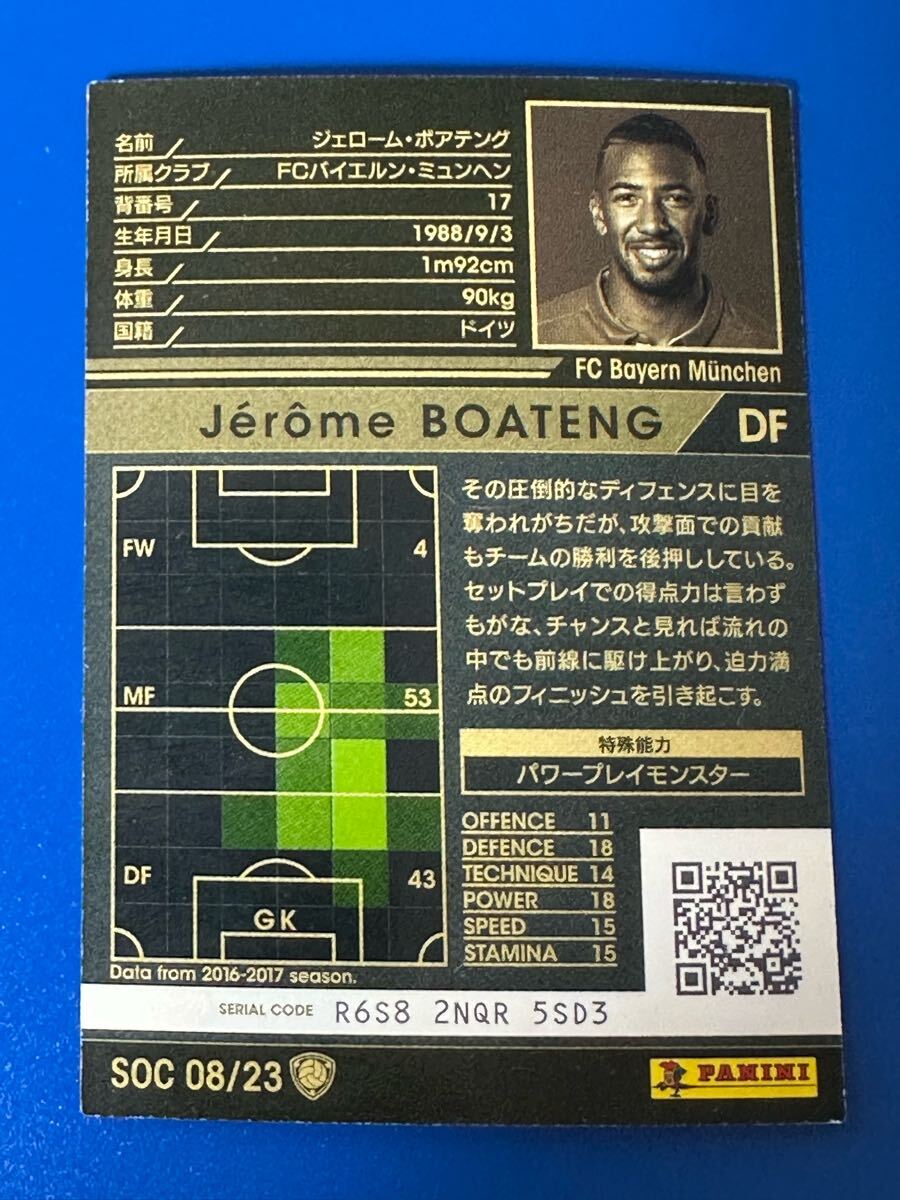 名前 ジェローム・ボアテング
所属クラブ FCバイエルン・ミュンヘン
背番号 17
生年月日 1988/9/3
身長 1m92cm
体重 90kg
国籍 ドイツ
FC Bayern München
Jérôme BOATENG DF
FW 4
MF 53
DF 43
GK
Data from 2016-2017 season.
その圧倒的なディフェンスに目を
奪われがちだが、攻撃面での貢献
もチームの勝利を後押ししている。
セットプレイでの得点力は言わず
もがな、チャンスと見れば流れの
中でも前線に駆け上がり、迫力満
点のフィニッシュを引き起こす。
特殊能力
パワープレイモンスター
OFFENCE 11
DEFENCE 18
TECHNIQUE 14
POWER 18
SPEED 15
STAMINA 15
SERIAL CODE R6S8 2NQR 5SD3
SOC 08/23
PANINI